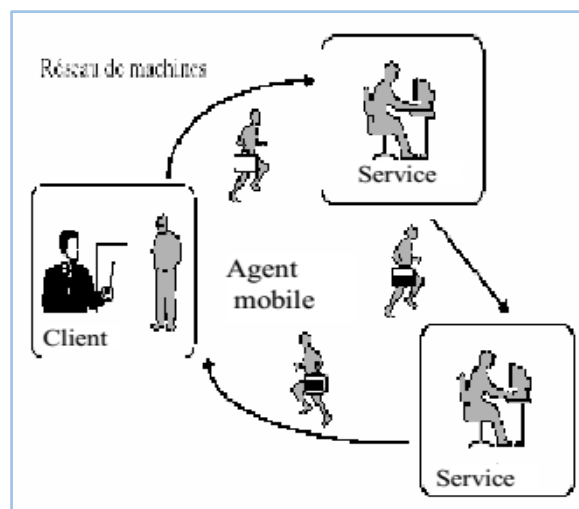 Réseau de machines
Service
Agent
mobile
Client
Service